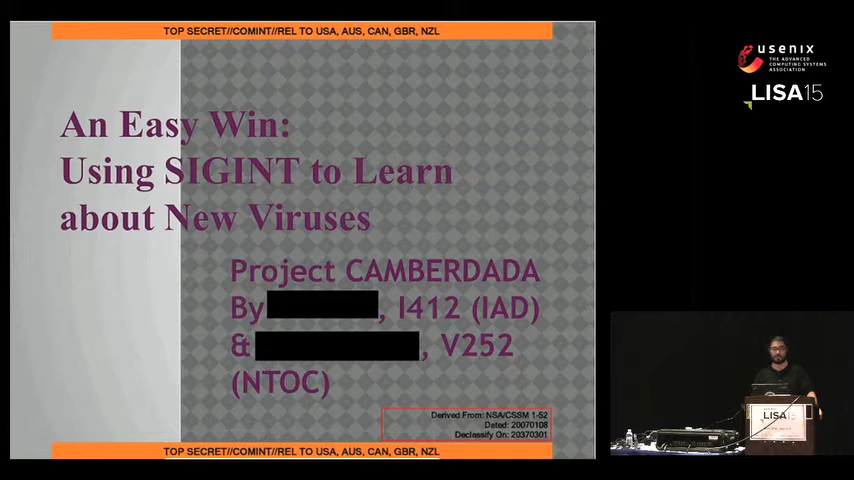 TOP SECRET//COMINT//REL TO USA, AUS, CAN, GBR, NZL
An Easy Win:
Using SIGINT to Learn
about New Viruses
Project CAMBERDADA
By , I412 (IAD)
& , V252
(NTOC)
Derived From: NSA/CSSM 1-52
Dated: 20070108
Declassify On: 20370301
TOP SECRET//COMINT//REL TO USA, AUS, CAN, GBR, NZL
usenix
THE ADVANCED
COMPUTING SYSTEMS
ASSOCIATION
LISA15
LISA15